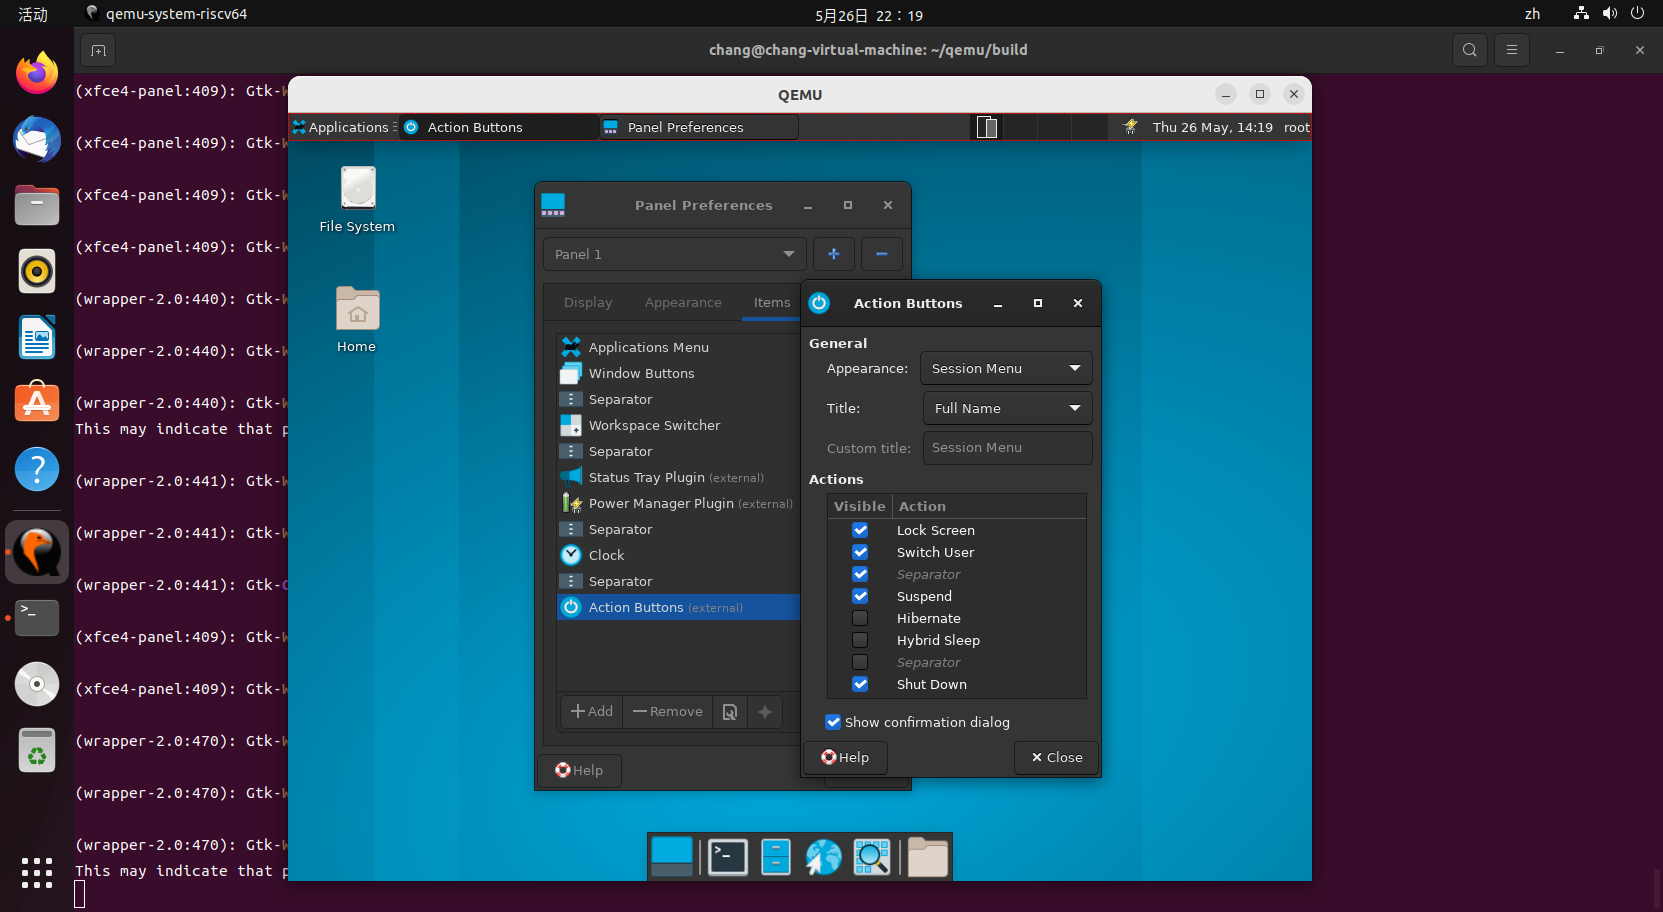 活动
qemu-system-riscv64
5月26日 22：19
zh
chang@chang-virtual-machine: ~/qemu/build
(xfce4-panel:409): Gtk-W
(xfce4-panel:409): Gtk-W
(xfce4-panel:409): Gtk-W
(xfce4-panel:409): Gtk-W
(wrapper-2.0:440): Gtk-W
(wrapper-2.0:440): Gtk-W
(wrapper-2.0:440): Gtk-W
This may indicate that p
(wrapper-2.0:441): Gtk-W
(wrapper-2.0:441): Gtk-W
(wrapper-2.0:441): Gtk-C
(xfce4-panel:409): Gtk-W
(xfce4-panel:409): Gtk-W
(wrapper-2.0:470): Gtk-W
(wrapper-2.0:470): Gtk-W
(wrapper-2.0:470): Gtk-W
This may indicate that p
QEMU
Applications
Action Buttons
Panel Preferences
Thu 26 May, 14:19
root
File System
Home
Panel Preferences
Panel 1
Display
Appearance
Items
Applications Menu
Window Buttons
Separator
Workspace Switcher
Separator
Status Tray Plugin (external)
Power Manager Plugin (external)
Separator
Clock
Separator
Action Buttons (external)
Add
Remove
Help
Action Buttons
General
Appearance:
Session Menu
Title:
Full Name
Custom title:
Session Menu
Actions
Visible
Action
Lock Screen
Switch User
Separator
Suspend
Hibernate
Hybrid Sleep
Separator
Shut Down
Show confirmation dialog
Help
Close